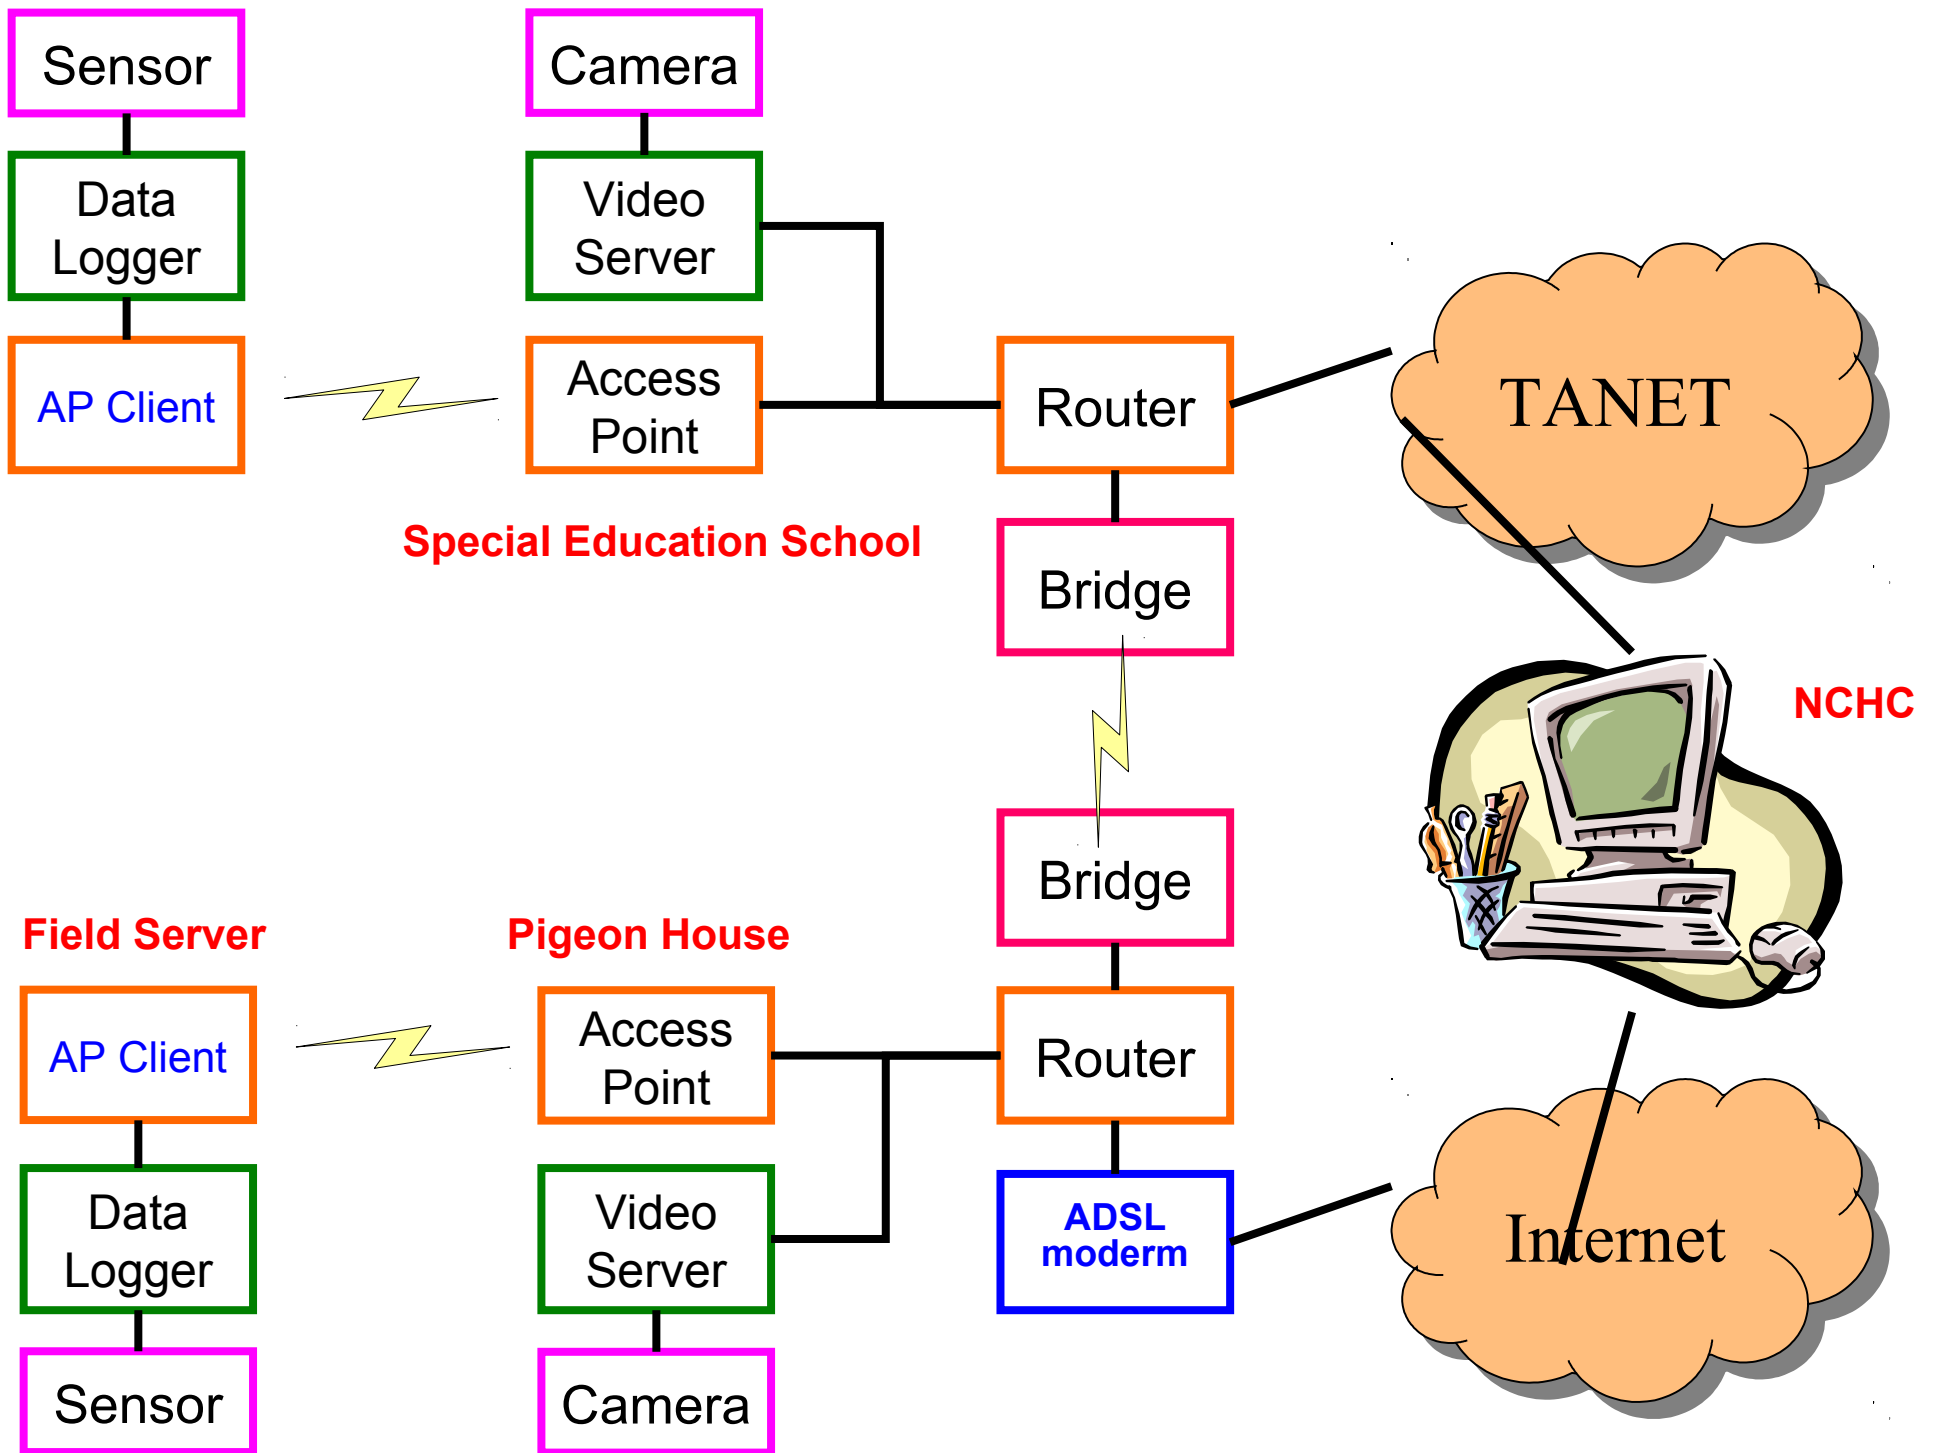 Sensor
Camera
Data
Logger
Video
Server
AP Client
Access
Point
Router
TANET
Special Education School
Bridge
NCHC
Bridge
Field Server
Pigeon House
AP Client
Access
Point
Router
Data
Logger
Video
Server
ADSL
moderm
Internet
Sensor
Camera